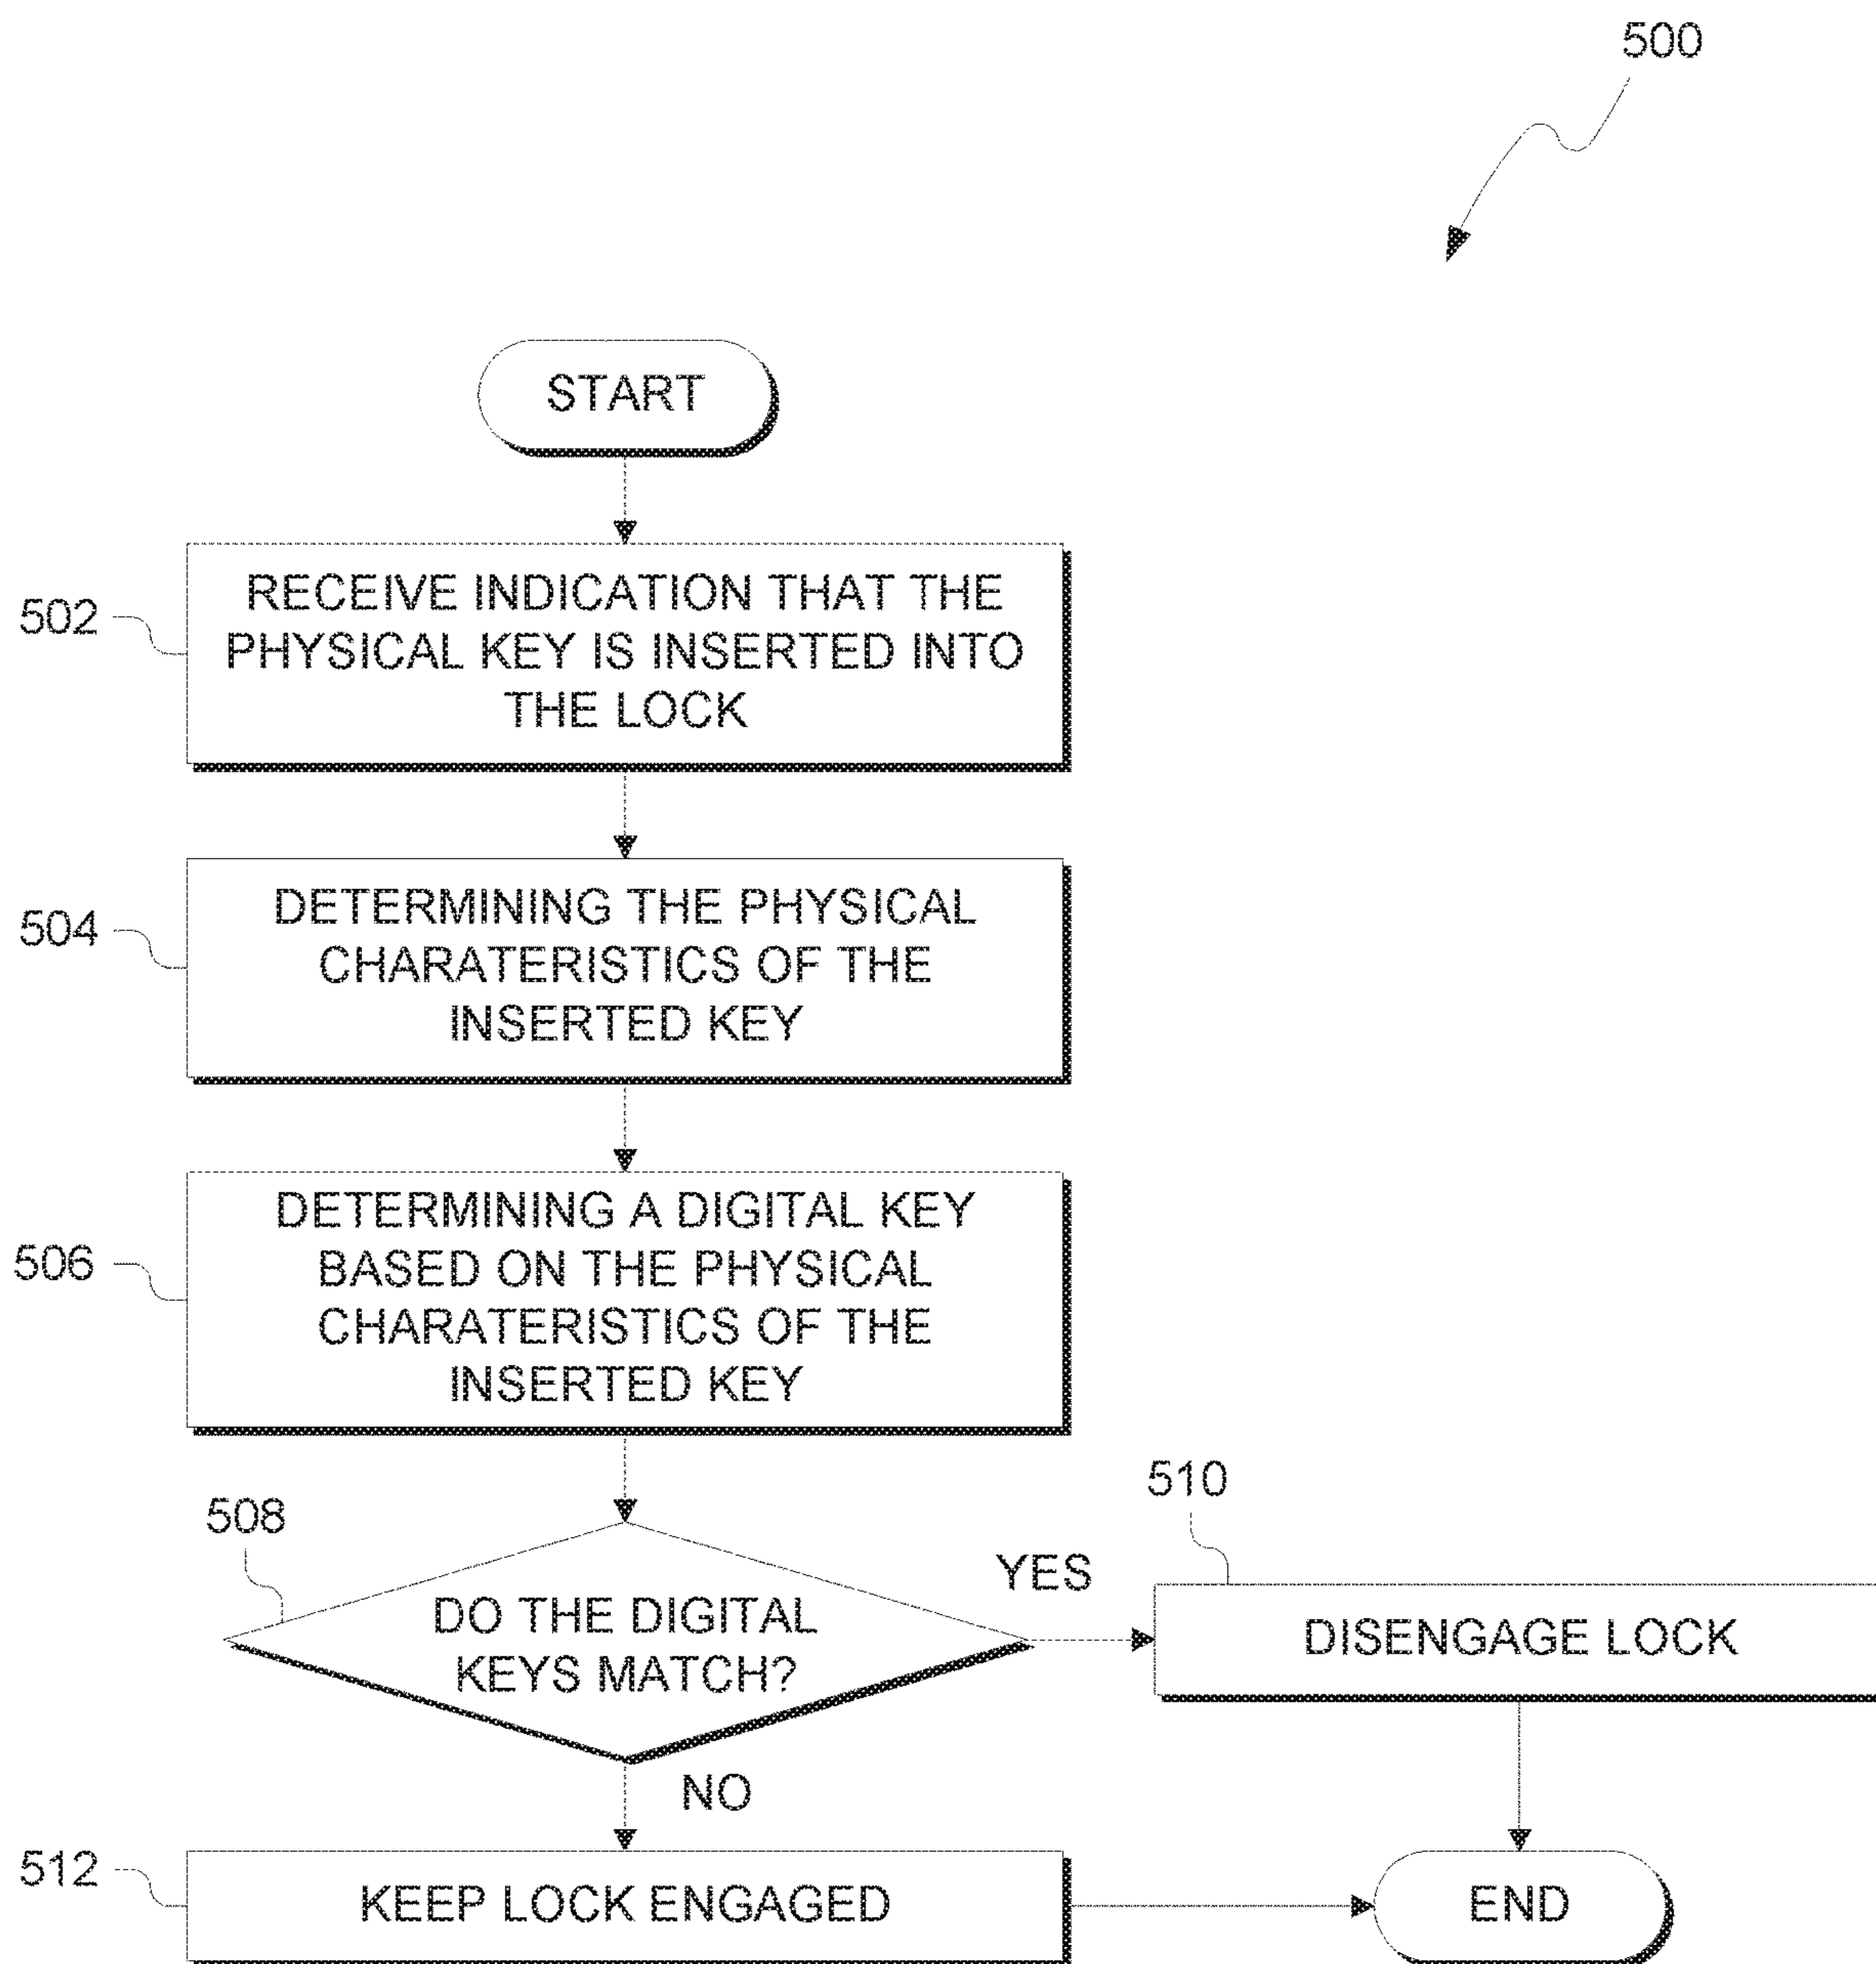 500
START
502
RECEIVE INDICATION THAT THE
PHYSICAL KEY IS INSERTED INTO
THE LOCK
504
DETERMINING THE PHYSICAL
CHARATERISTICS OF THE
INSERTED KEY
506
DETERMINING A DIGITAL KEY
BASED ON THE PHYSICAL
CHARATERISTICS OF THE
INSERTED KEY
508
DO THE DIGITAL
KEYS MATCH?
YES
510
DISENGAGE LOCK
NO
512
KEEP LOCK ENGAGED
END